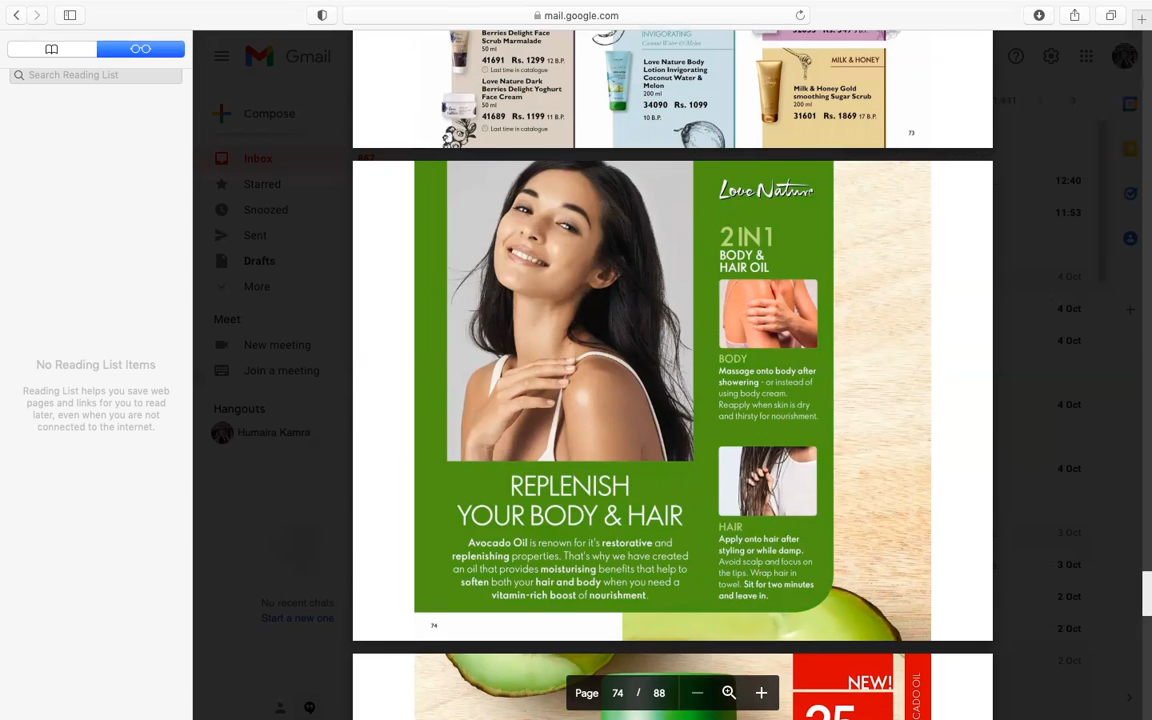 mail.google.com
Search Reading List
No Reading List Items
Reading List helps you save web
pages and links for you to read
later, even when you are not
connected to the internet.
Gmail
Compose
Inbox
867
Starred
Snoozed
Sent
Drafts
More
Meet
New meeting
Join a meeting
Hangouts
Humaira Kamro
No recent chats
Start a new one
Berries Delight Face
Scrub Marmalade
50 ml
41691 Rs. 1299 12 B.P.
Last time in catalogue
Love Nature Dark
Berries Delight Yoghurt
Face Cream
50 ml
41689 Rs. 1199 11 B.P.
Last time in catalogue
INVIGORATING
Coconut Water & Melon
Love Nature Body
Lotion Invigorating
Coconut Water &
Melon
200 ml
34090 Rs. 1099
10 B.P.
MILK & HONEY
Milk & Honey Gold
smoothing Sugar Scrub
200 ml
31601 Rs. 1869 17 B.P.
73
Love Nature
2 IN 1
BODY &
HAIR OIL
BODY
Massage onto body after
showering - or instead of
using body cream.
Reapply when skin is dry
and thirsty for nourishment.
HAIR
Apply onto hair after
styling or while damp.
Avoid scalp and focus on
the tips. Wrap hair in
towel. Sit for two minutes
and leave in.
REPLENISH
YOUR BODY & HAIR
Avocado Oil is renown for it's restorative and
replenishing properties. That's why we have created
an oil that provides moisturising benefits that help to
soften both your hair and body when you need a
vitamin-rich boost of nourishment.
74
NEW!
Page 74 / 88
12:40
11:53
4 Oct
4 Oct
4 Oct
4 Oct
4 Oct
3 Oct
3 Oct
2 Oct
2 Oct
2 Oct